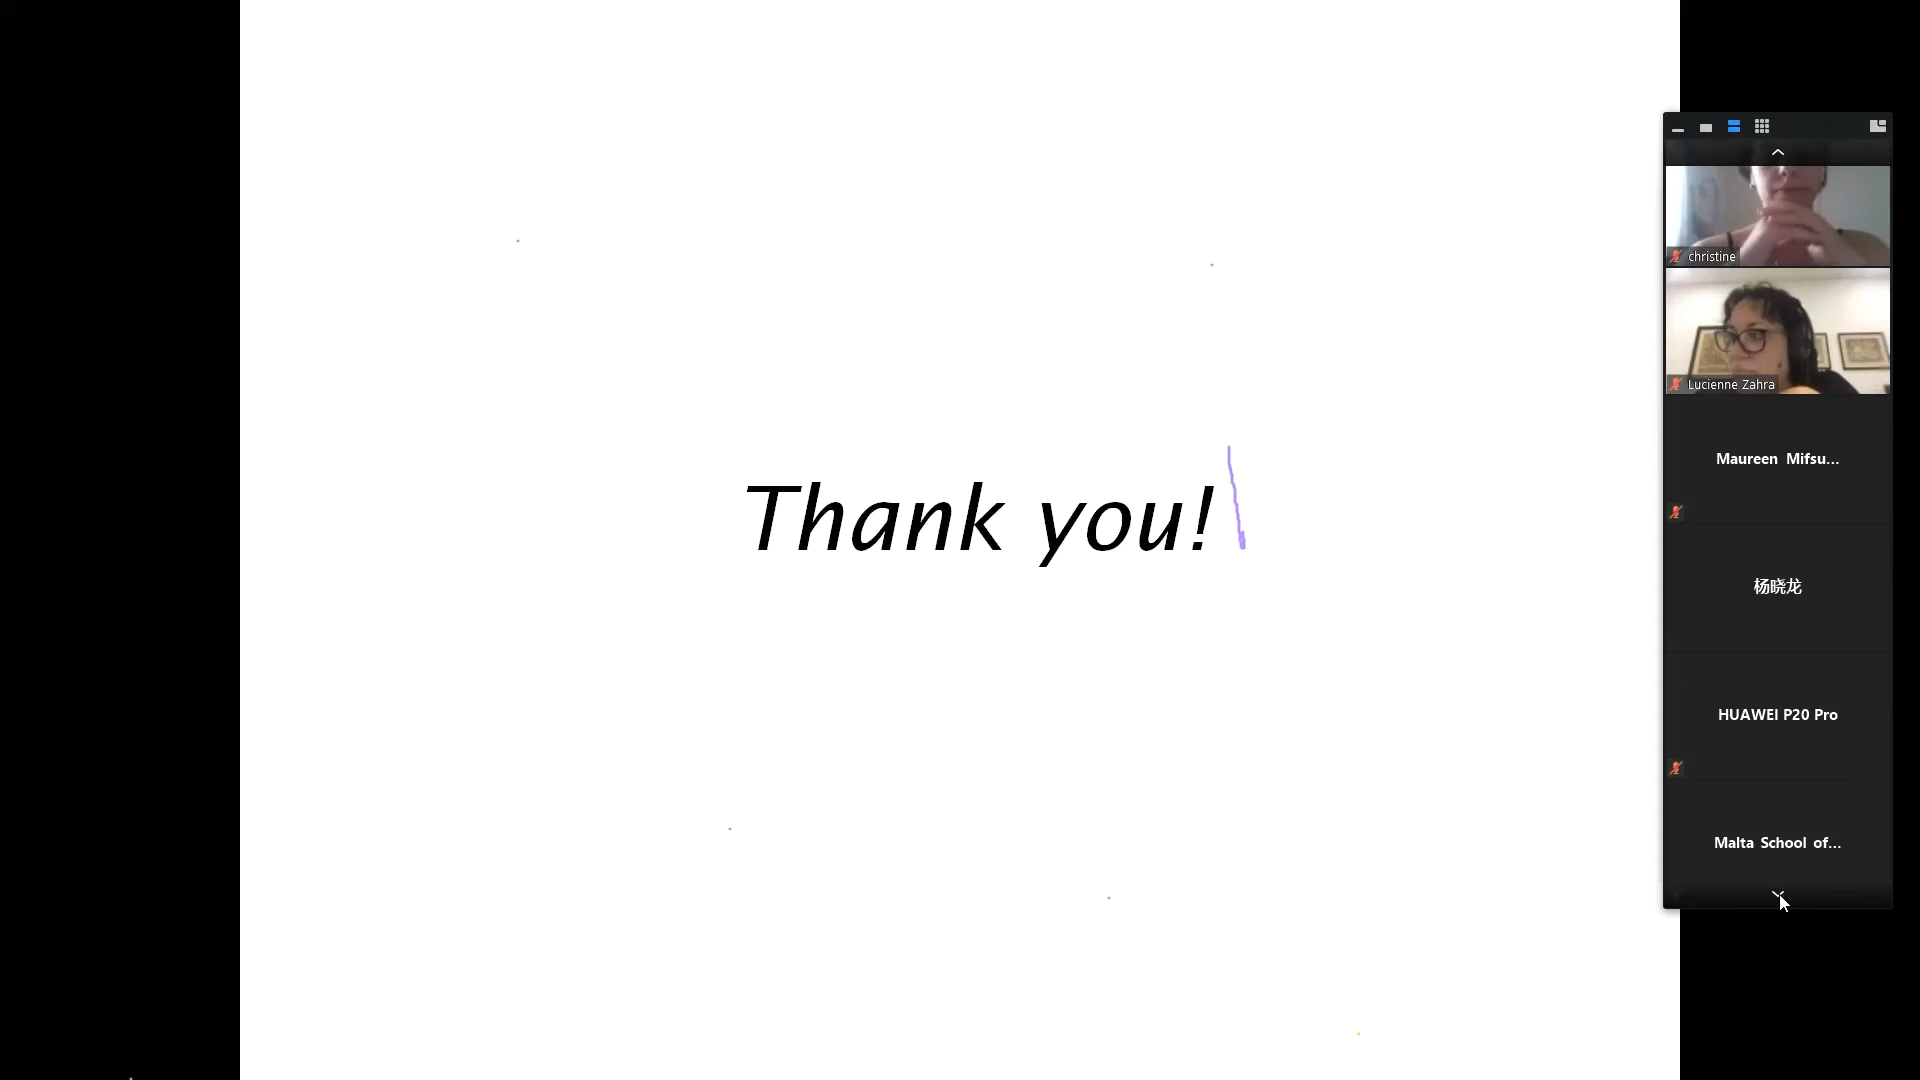 Thank you!
christine
Lucienne Zahra
Maureen Mifsu...
杨晓龙
HUAWEI P20 Pro
Malta School of...